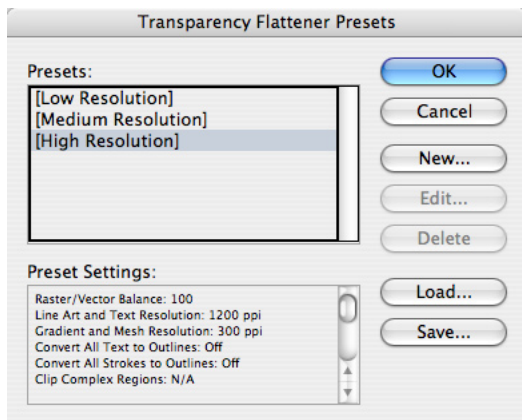 Transparency Flattener Presets
Presets:
[Low Resolution]
[Medium Resolution]
[High Resolution]
OK
Cancel
New...
Edit...
Delete
Preset Settings:
Raster/Vector Balance: 100
Line Art and Text Resolution: 1200 ppi
Gradient and Mesh Resolution: 300 ppi
Convert All Text to Outlines: Off
Convert All Strokes to Outlines: Off
Clip Complex Regions: N/A
Load...
Save...